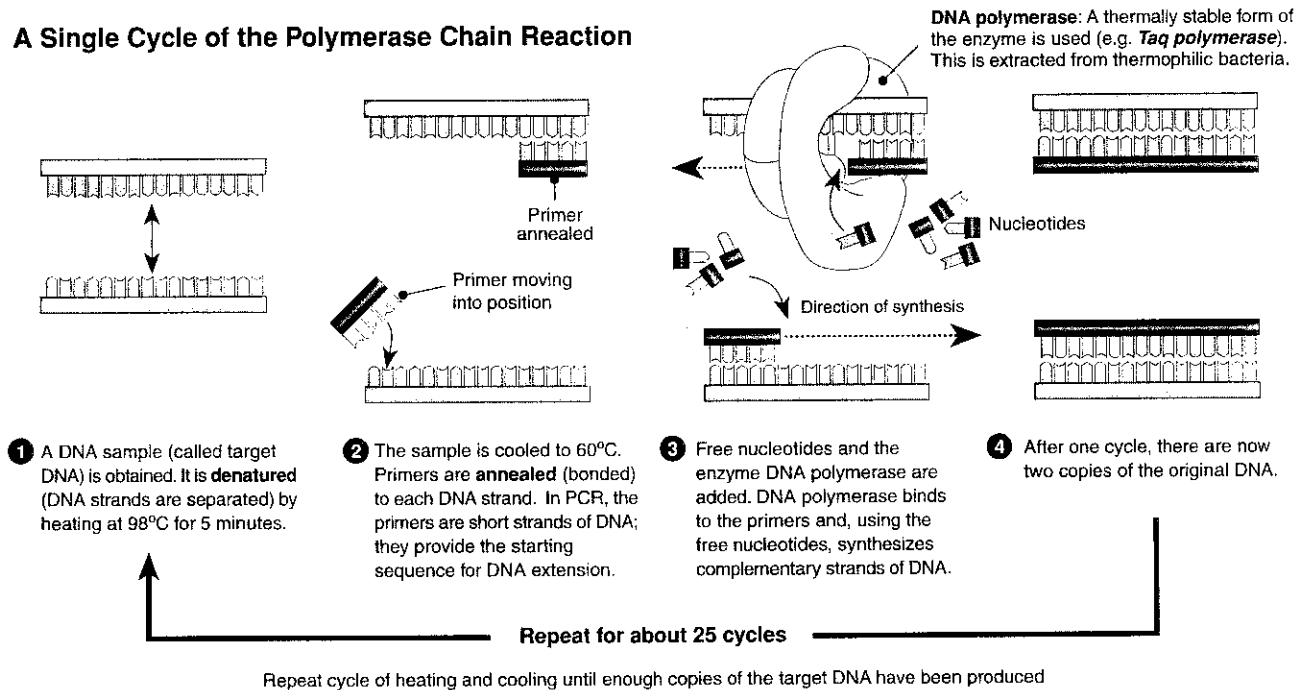 A Single Cycle of the Polymerase Chain Reaction
DNA polymerase: A thermally stable form of
the enzyme is used (e.g. Taq polymerase).
This is extracted from thermophilic bacteria.
Primer
annealed
Primer moving
into position
Nucleotides
Direction of synthesis
1 A DNA sample (called target
DNA) is obtained. It is denatured
(DNA strands are separated) by
heating at 98°C for 5 minutes.
2 The sample is cooled to 60°C.
Primers are annealed (bonded)
to each DNA strand. In PCR, the
primers are short strands of DNA;
they provide the starting
sequence for DNA extension.
3 Free nucleotides and the
enzyme DNA polymerase are
added. DNA polymerase binds
to the primers and, using the
free nucleotides, synthesizes
complementary strands of DNA.
4 After one cycle, there are now
two copies of the original DNA.
Repeat for about 25 cycles
Repeat cycle of heating and cooling until enough copies of the target DNA have been produced